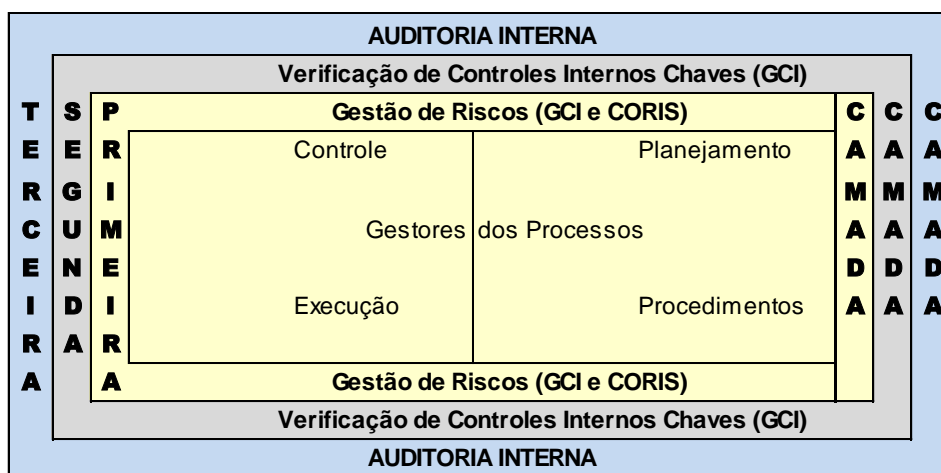 AUDITORIA INTERNA
Verificação de Controles Internos Chaves (GCI)
Gestão de Riscos (GCI e CORIS)
TERCEIRA
SEGUNDA
PRIMEIRA
Controle
Planejamento
Gestores dos Processos
Execução
Procedimentos
CAMADA
CAMADA
CAMADA
Gestão de Riscos (GCI e CORIS)
Verificação de Controles Internos Chaves (GCI)
AUDITORIA INTERNA